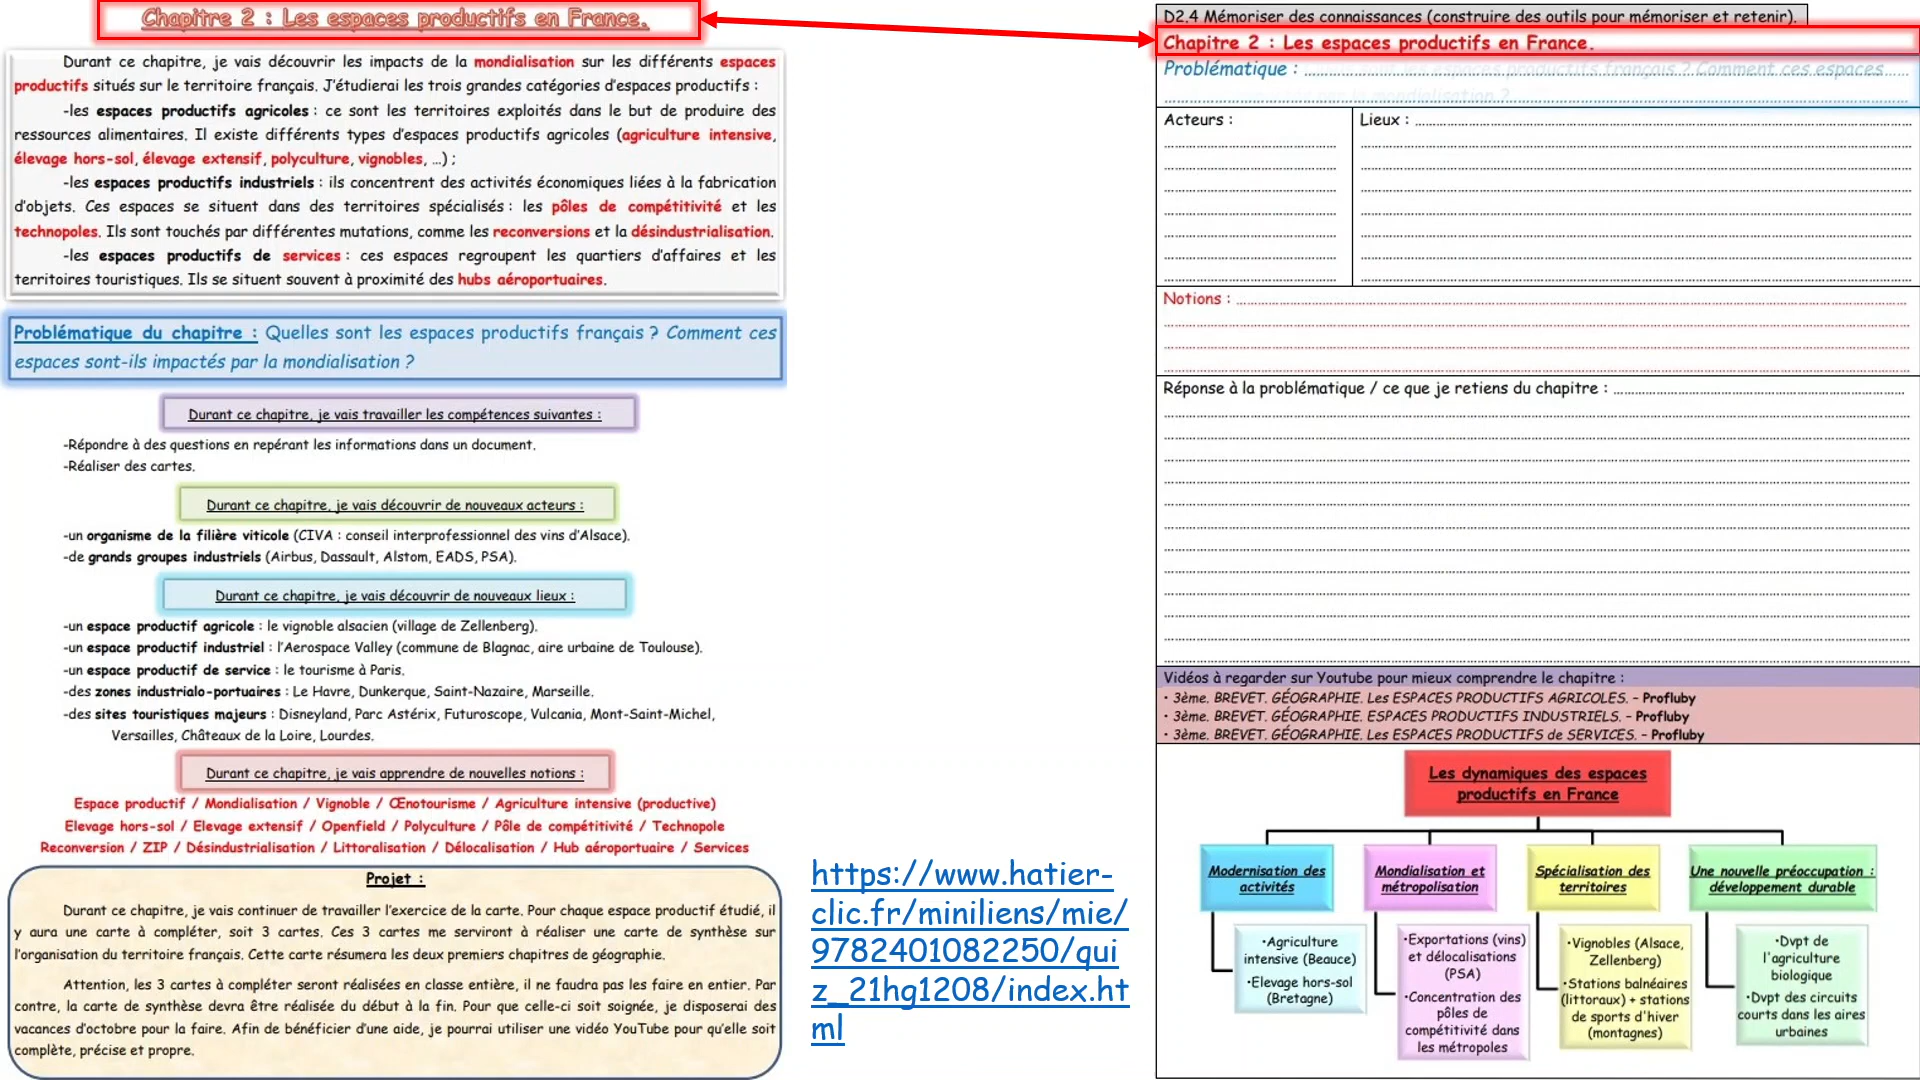 Chapitre 2 : Les espaces productifs en France.
Durant ce chapitre, je vais découvrir les impacts de la mondialisation sur les différents espaces
productifs situés sur le territoire français. J'étudierai les trois grandes catégories d'espaces productifs :
-les espaces productifs agricoles : ce sont les territoires exploités dans le but de produire des
ressources alimentaires. Il existe différents types d'espaces productifs agricoles (agriculture intensive,
élevage hors-sol, élevage extensif, polyculture, vignobles, ...) ;
-les espaces productifs industriels : ils concentrent des activités économiques liées à la fabrication
d'objets. Ces espaces se situent dans des territoires spécialisés : les pôles de compétitivité et les
technopoles. Ils sont touchés par différentes mutations, comme les reconversions et la désindustrialisation.
-les espaces productifs de services : ces espaces regroupent les quartiers d'affaires et les
territoires touristiques. Ils se situent souvent à proximité des hubs aéroportuaires.
Problématique du chapitre : Quelles sont les espaces productifs français ? Comment ces
espaces sont-ils impactés par la mondialisation ?
Durant ce chapitre, je vais travailler les compétences suivantes :
-Répondre à des questions en repérant les informations dans un document.
-Réaliser des cartes.
Durant ce chapitre, je vais découvrir de nouveaux acteurs :
-un organisme de la filière viticole (CIVA : conseil interprofessionnel des vins d'Alsace).
-de grands groupes industriels (Airbus, Dassault, Alstom, EADS, PSA).
Durant ce chapitre, je vais découvrir de nouveaux lieux :
-un espace productif agricole : le vignoble alsacien (village de Zellenberg).
-un espace productif industriel : l'Aerospace Valley (commune de Blagnac, aire urbaine de Toulouse).
-un espace productif de service : le tourisme à Paris.
-des zones industrialo-portuaires : Le Havre, Dunkerque, Saint-Nazaire, Marseille.
-des sites touristiques majeurs : Disneyland, Parc Astérix, Futuroscope, Vulcania, Mont-Saint-Michel,
Versailles, Châteaux de la Loire, Lourdes.
Durant ce chapitre, je vais apprendre de nouvelles notions :
Espace productif / Mondialisation / Vignoble / Œnotourisme / Agriculture intensive (productive)
Elevage hors-sol / Elevage extensif / Openfield / Polyculture / Pôle de compétitivité / Technopole
Reconversion / ZIP / Désindustrialisation / Littoralisation / Délocalisation / Hub aéroportuaire / Services
Projet :
Durant ce chapitre, je vais continuer de travailler l'exercice de la carte. Pour chaque espace productif étudié, il
y aura une carte à compléter, soit 3 cartes. Ces 3 cartes me serviront à réaliser une carte de synthèse sur
l'organisation du territoire français. Cette carte résumera les deux premiers chapitres de géographie.
Attention, les 3 cartes à compléter seront réalisées en classe entière, il ne faudra pas les faire en entier. Par
contre, la carte de synthèse devra être réalisée du début à la fin. Pour que celle-ci soit soignée, je disposerai des
vacances d'octobre pour la faire. Afin de bénéficier d'une aide, je pourrai utiliser une vidéo YouTube pour qu'elle soit
complète, précise et propre.
https://www.hatier-
clic.fr/miniliens/mie/
9782401082250/qui
z_21hg1208/index.ht
ml
D2.4 Mémoriser des connaissances (construire des outils pour mémoriser et retenir).
Chapitre 2 : Les espaces productifs en France.
Problématique : espaces productifs français ? Comment ces espaces
la mondialisation ?
Acteurs :
Lieux :
Notions :
Réponse à la problématique / ce que je retiens du chapitre :
Vidéos à regarder sur Youtube pour mieux comprendre le chapitre :
• 3ème. BREVET. GÉOGRAPHIE. Les ESPACES PRODUCTIFS AGRICOLES. – Profluby
• 3ème. BREVET. GÉOGRAPHIE. ESPACES PRODUCTIFS INDUSTRIELS. – Profluby
• 3ème. BREVET. GÉOGRAPHIE. Les ESPACES PRODUCTIFS de SERVICES. – Profluby
Les dynamiques des espaces
productifs en France
Modernisation des
activités
•Agriculture
intensive (Beauce)
•Elevage hors-sol
(Bretagne)
Mondialisation et
métropolisation
•Exportations (vins)
et délocalisations
(PSA)
•Concentration des
pôles de
compétitivité dans
les métropoles
Spécialisation des
territoires
•Vignobles (Alsace,
Zellenberg)
•Stations balnéaires
(littoraux) + stations
de sports d'hiver
(montagnes)
Une nouvelle préoccupation :
développement durable
•Dvpt de
l'agriculture
biologique
•Dvpt des circuits
courts dans les aires
urbaines